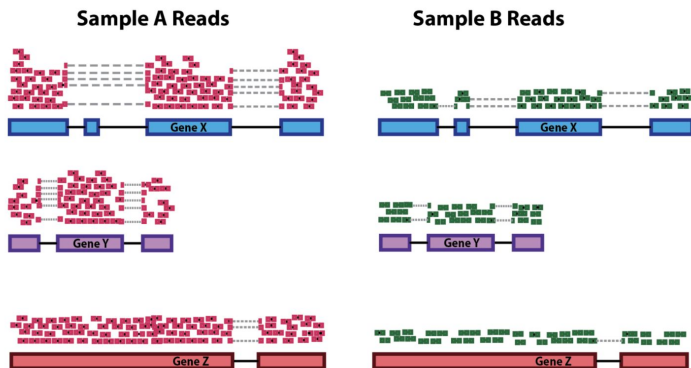 Sample A Reads
Sample B Reads
Gene X
Gene X
Gene Y
Gene Y
Gene Z
Gene Z